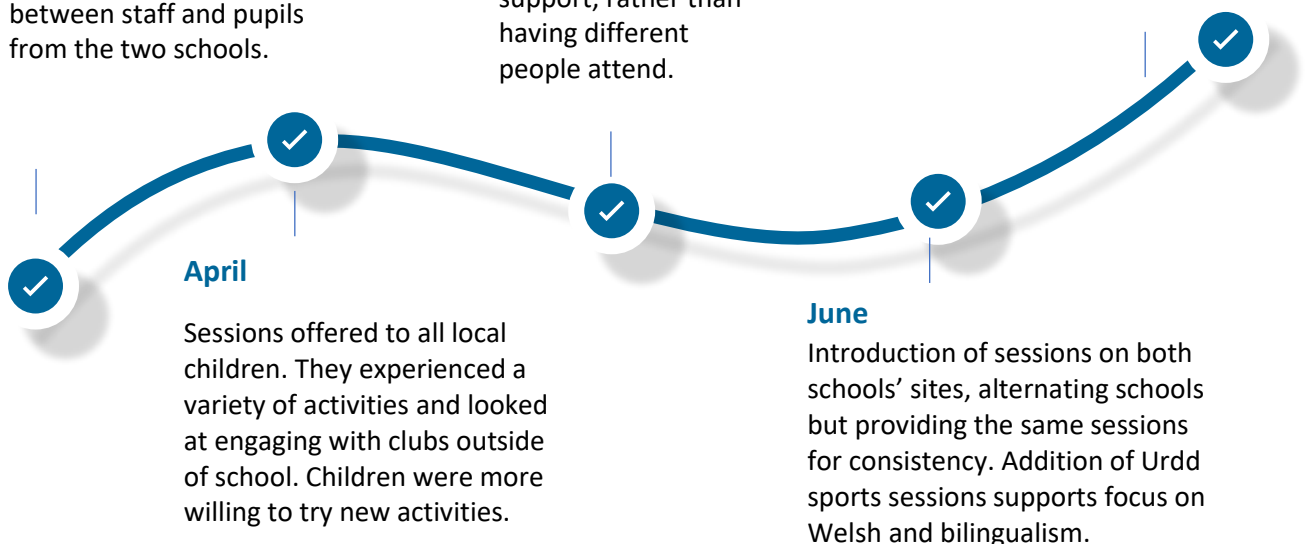 between staff and pupils
from the two schools.
support, rather than
having different
people attend.
April
Sessions offered to all local
children. They experienced a
variety of activities and looked
at engaging with clubs outside
of school. Children were more
willing to try new activities.
June
Introduction of sessions on both
schools’ sites, alternating schools
but providing the same sessions
for consistency. Addition of Urdd
sports sessions supports focus on
Welsh and bilingualism.